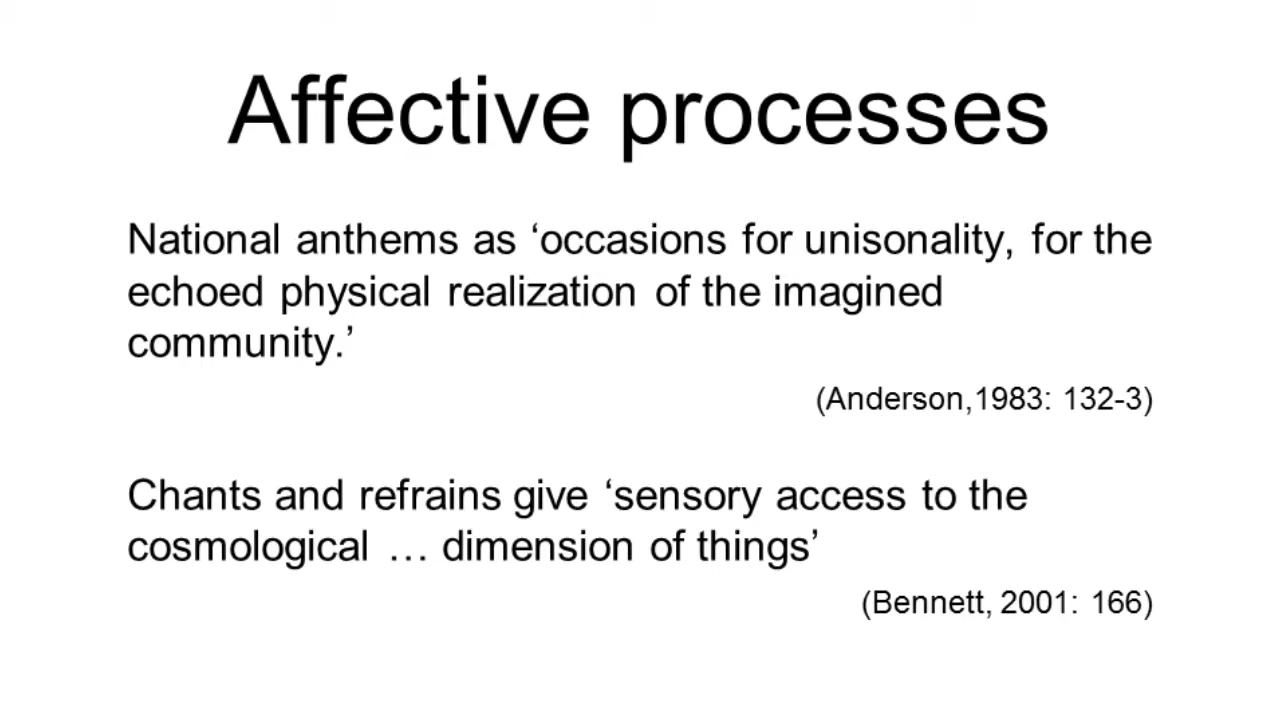 Affective processes
National anthems as ‘occasions for unisonality, for the
echoed physical realization of the imagined
community.’
(Anderson,1983: 132-3)
Chants and refrains give ‘sensory access to the
cosmological … dimension of things’
(Bennett, 2001: 166)